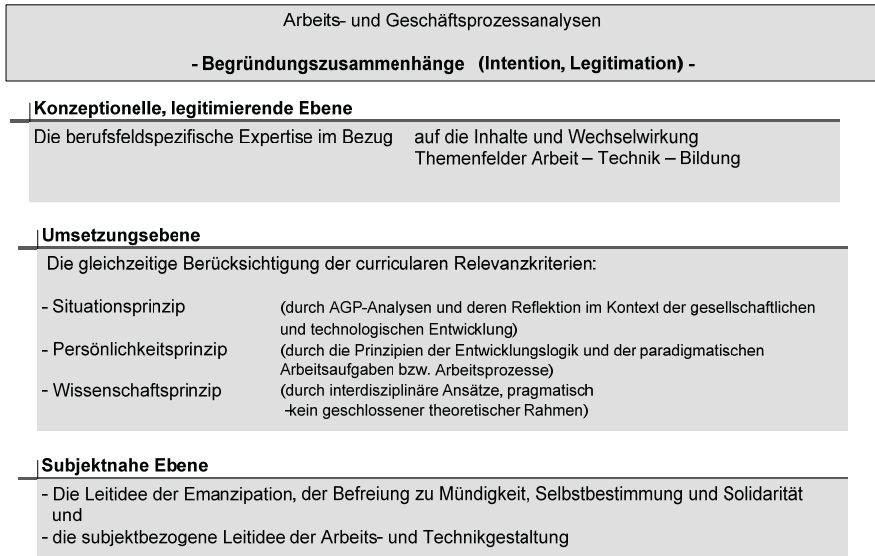 Arbeits- und Geschäftsprozessanalysen
- Begründungszusammenhänge (Intention, Legitimation) -
Konzeptionelle, legitimierende Ebene
Die berufsfeldspezifische Expertise im Bezug auf die Inhalte und Wechselwirkung
Themenfelder Arbeit – Technik – Bildung
Umsetzungsebene
Die gleichzeitige Berücksichtigung der curricularen Relevanzkriterien:
- Situationsprinzip (durch AGP-Analysen und deren Reflektion im Kontext der gesellschaftlichen
und technologischen Entwicklung)
- Persönlichkeitsprinzip (durch die Prinzipien der Entwicklungslogik und der paradigmatischen
Arbeitsaufgaben bzw. Arbeitsprozesse)
- Wissenschaftsprinzip (durch interdisziplinäre Ansätze, pragmatisch
-kein geschlossener theoretischer Rahmen)
Subjektnahe Ebene
- Die Leitidee der Emanzipation, der Befreiung zu Mündigkeit, Selbstbestimmung und Solidarität
und
- die subjektbezogene Leitidee der Arbeits- und Technikgestaltung